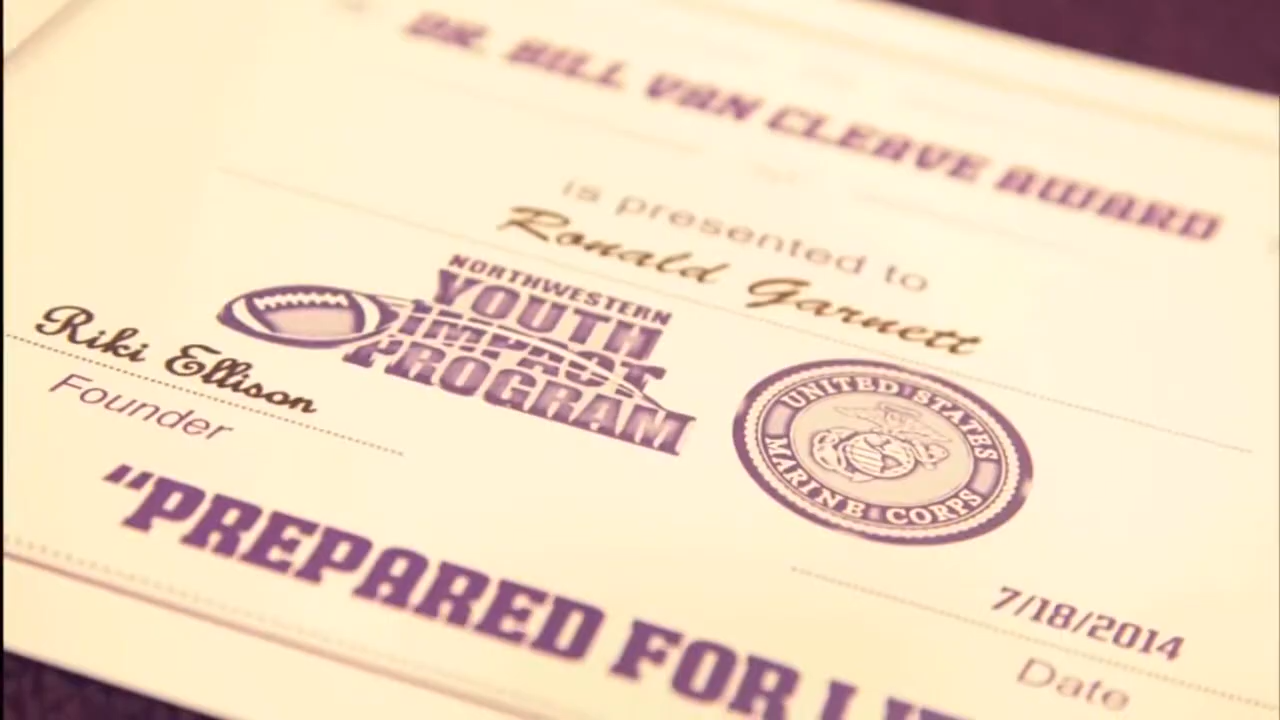 DR. BILL VAN CLEAVE AWARD
is presented to
Ronald Garnett
NORTHWESTERN
YOUTH
IMPACT
PROGRAM
Riki Ellison
Founder
UNITED STATES
MARINE CORPS
7/18/2014
Date
"PREPARED FOR